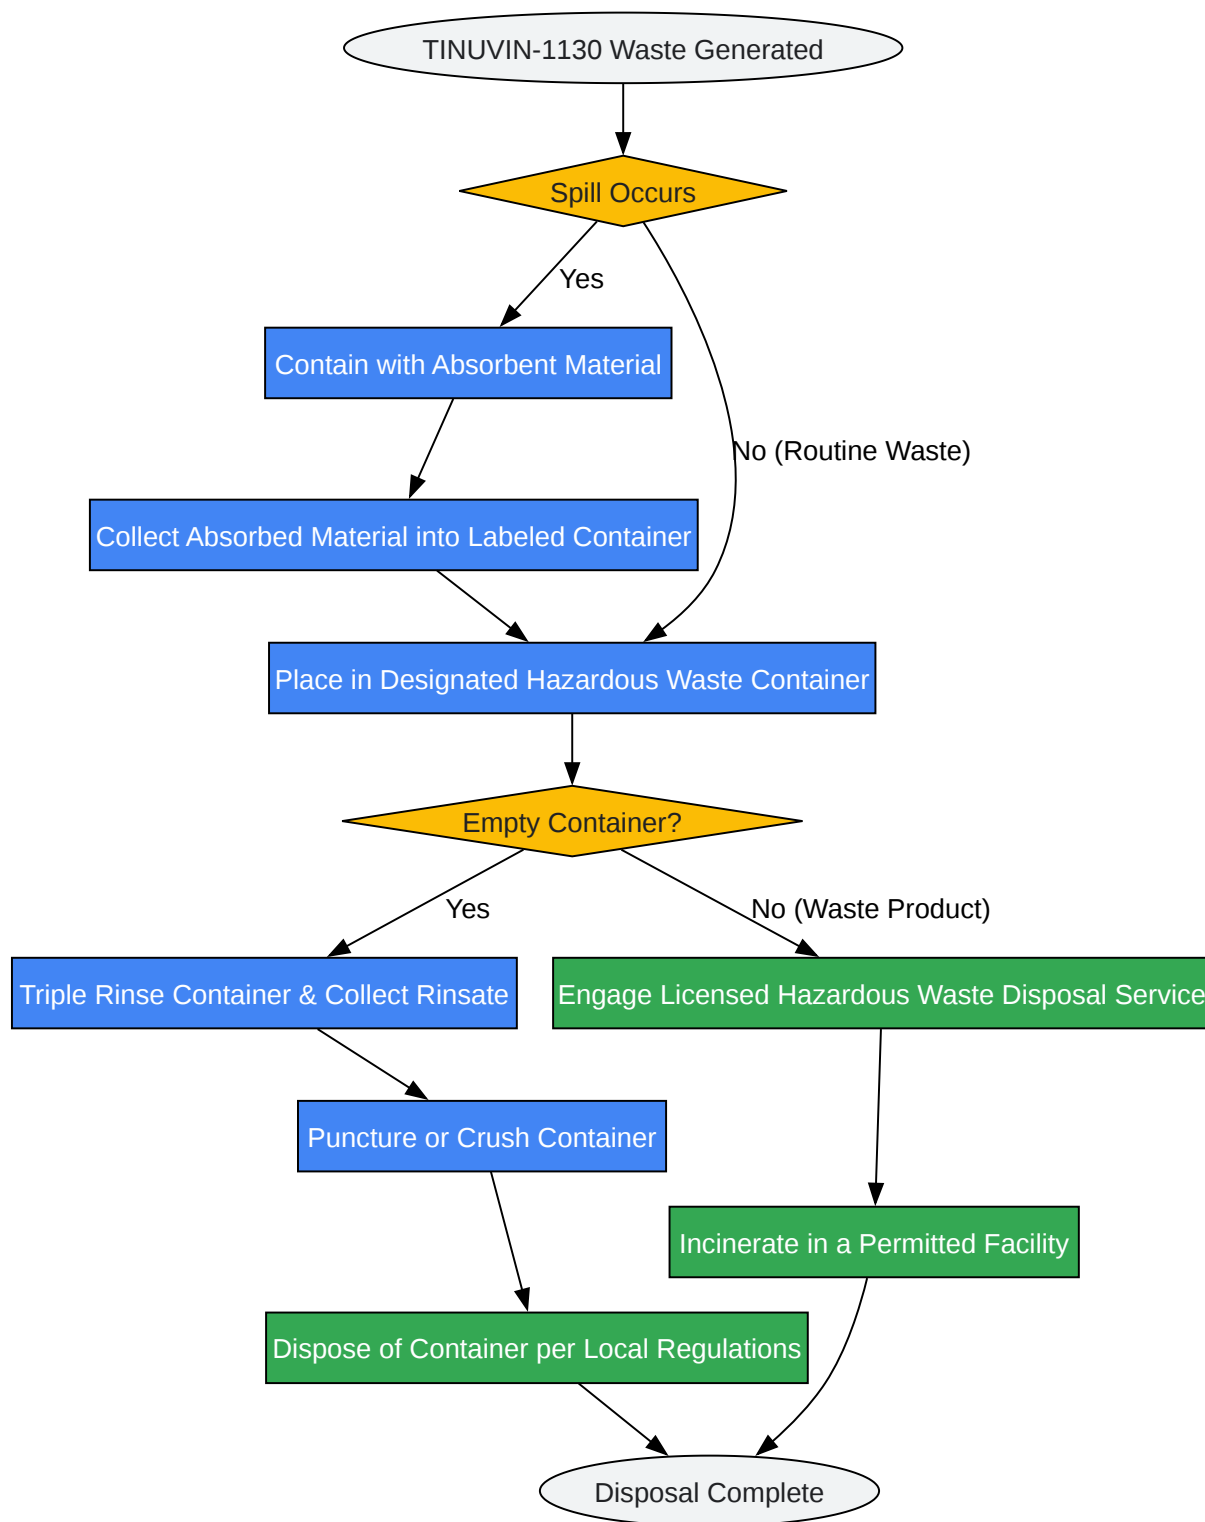 TINUVIN-1130 Waste Generated
Spill Occurs
Yes
Contain with Absorbent Material
No (Routine Waste)
Collect Absorbed Material into Labeled Container
Place in Designated Hazardous Waste Container
Empty Container?
Yes
No (Waste Product)
Triple Rinse Container & Collect Rinsate
Engage Licensed Hazardous Waste Disposal Service
Puncture or Crush Container
Incinerate in a Permitted Facility
Dispose of Container per Local Regulations
Disposal Complete